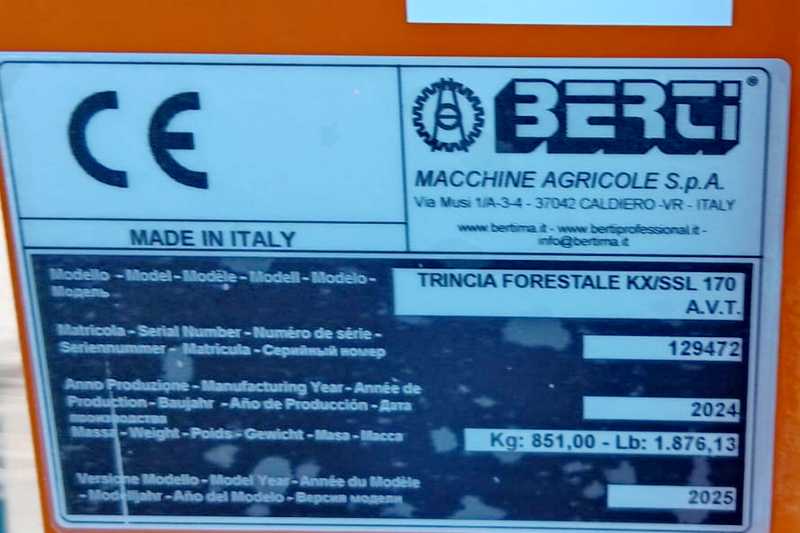 CE
BERTI®
MACCHINE AGRICOLE S.p.A.
Via Musi 1/A-3-4 - 37042 CALDIERO -VR - ITALY
www.bertima.it - www.bertiprofessional.it -
info@bertima.it
MADE IN ITALY
Modello - Model - Modèle - Modell - Modelo -
Модель
TRINCIA FORESTALE KX/SSL 170
A.V.T.
Matricola - Serial Number - Numéro de série -
Seriennummer - Matricula - Серийный номер
129472
Anno Produzione - Manufacturing Year - Année de
Production - Baujahr - Año de Producción - Дата
производства
2024
Massa - Weight - Poids - Gewicht - Masa - Масса
Kg: 851,00 - Lb: 1.876,13
Versione Modello - Model Year - Année du Modèle
- Modelljahr - Año del Modelo - Версия модели
2025